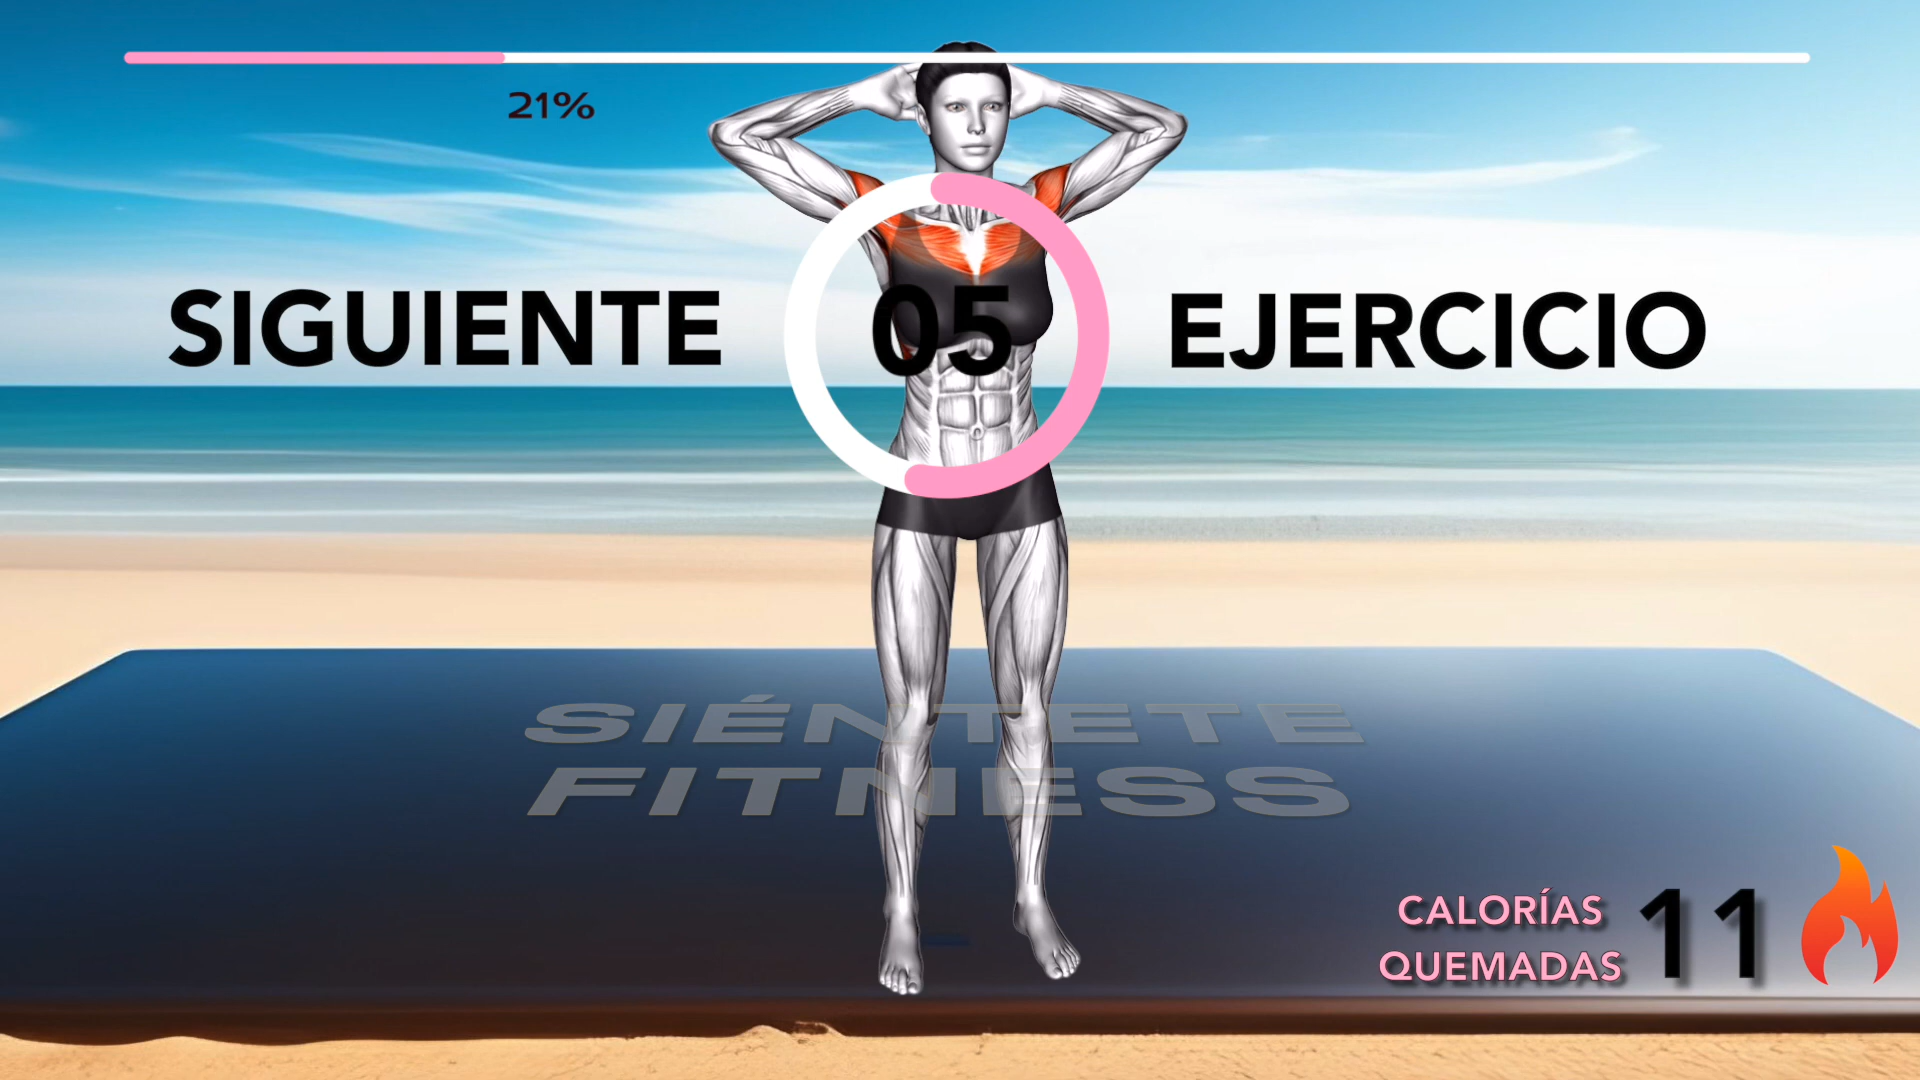 21%
SIGUIENTE 05 EJERCICIO
SIÉNTETE
FITNESS
CALORÍAS
QUEMADAS 11